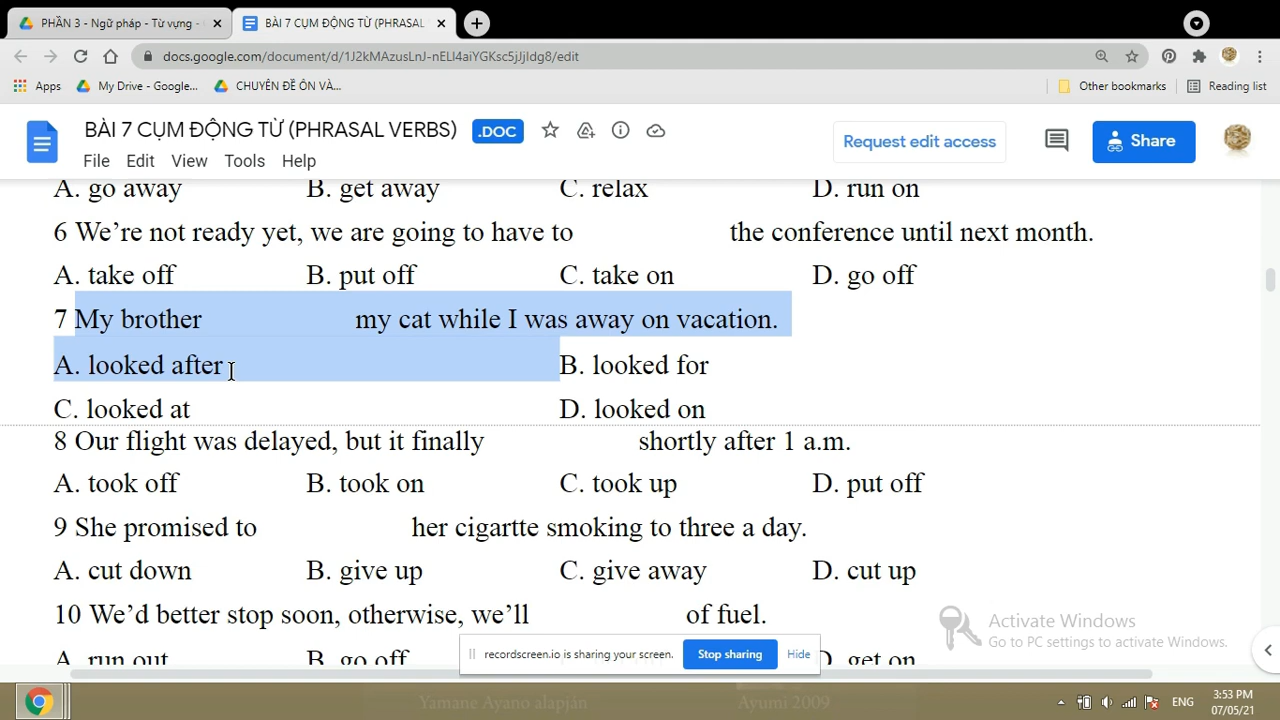 PHẦN 3 - Ngữ pháp - Từ vựng -
BÀI 7 CỤM ĐỘNG TỪ (PHRASAL
docs.google.com/document/d/1J2kMAzusLnJ-nELl4aiYGKsc5jJjIdg8/edit
Apps
My Drive - Google...
CHUYÊN ĐỀ ÔN VÀ...
Other bookmarks
Reading list
BÀI 7 CỤM ĐỘNG TỪ (PHRASAL VERBS)
.DOC
Request edit access
Share
File Edit View Tools Help
A. go away B. get away C. relax D. run on
6 We’re not ready yet, we are going to have to the conference until next month.
A. take off B. put off C. take on D. go off
7 My brother my cat while I was away on vacation.
A. looked after B. looked for
C. looked at D. looked on
8 Our flight was delayed, but it finally shortly after 1 a.m.
A. took off B. took on C. took up D. put off
9 She promised to her cigartte smoking to three a day.
A. cut down B. give up C. give away D. cut up
10 We’d better stop soon, otherwise, we’ll of fuel.
A. run out B. go off D. get on
Activate Windows
Go to PC settings to activate Windows.
recordscreen.io is sharing your screen. Stop sharing Hide
Yamane Ayano alapján Ayumi 2009
ENG
3:53 PM
07/05/21